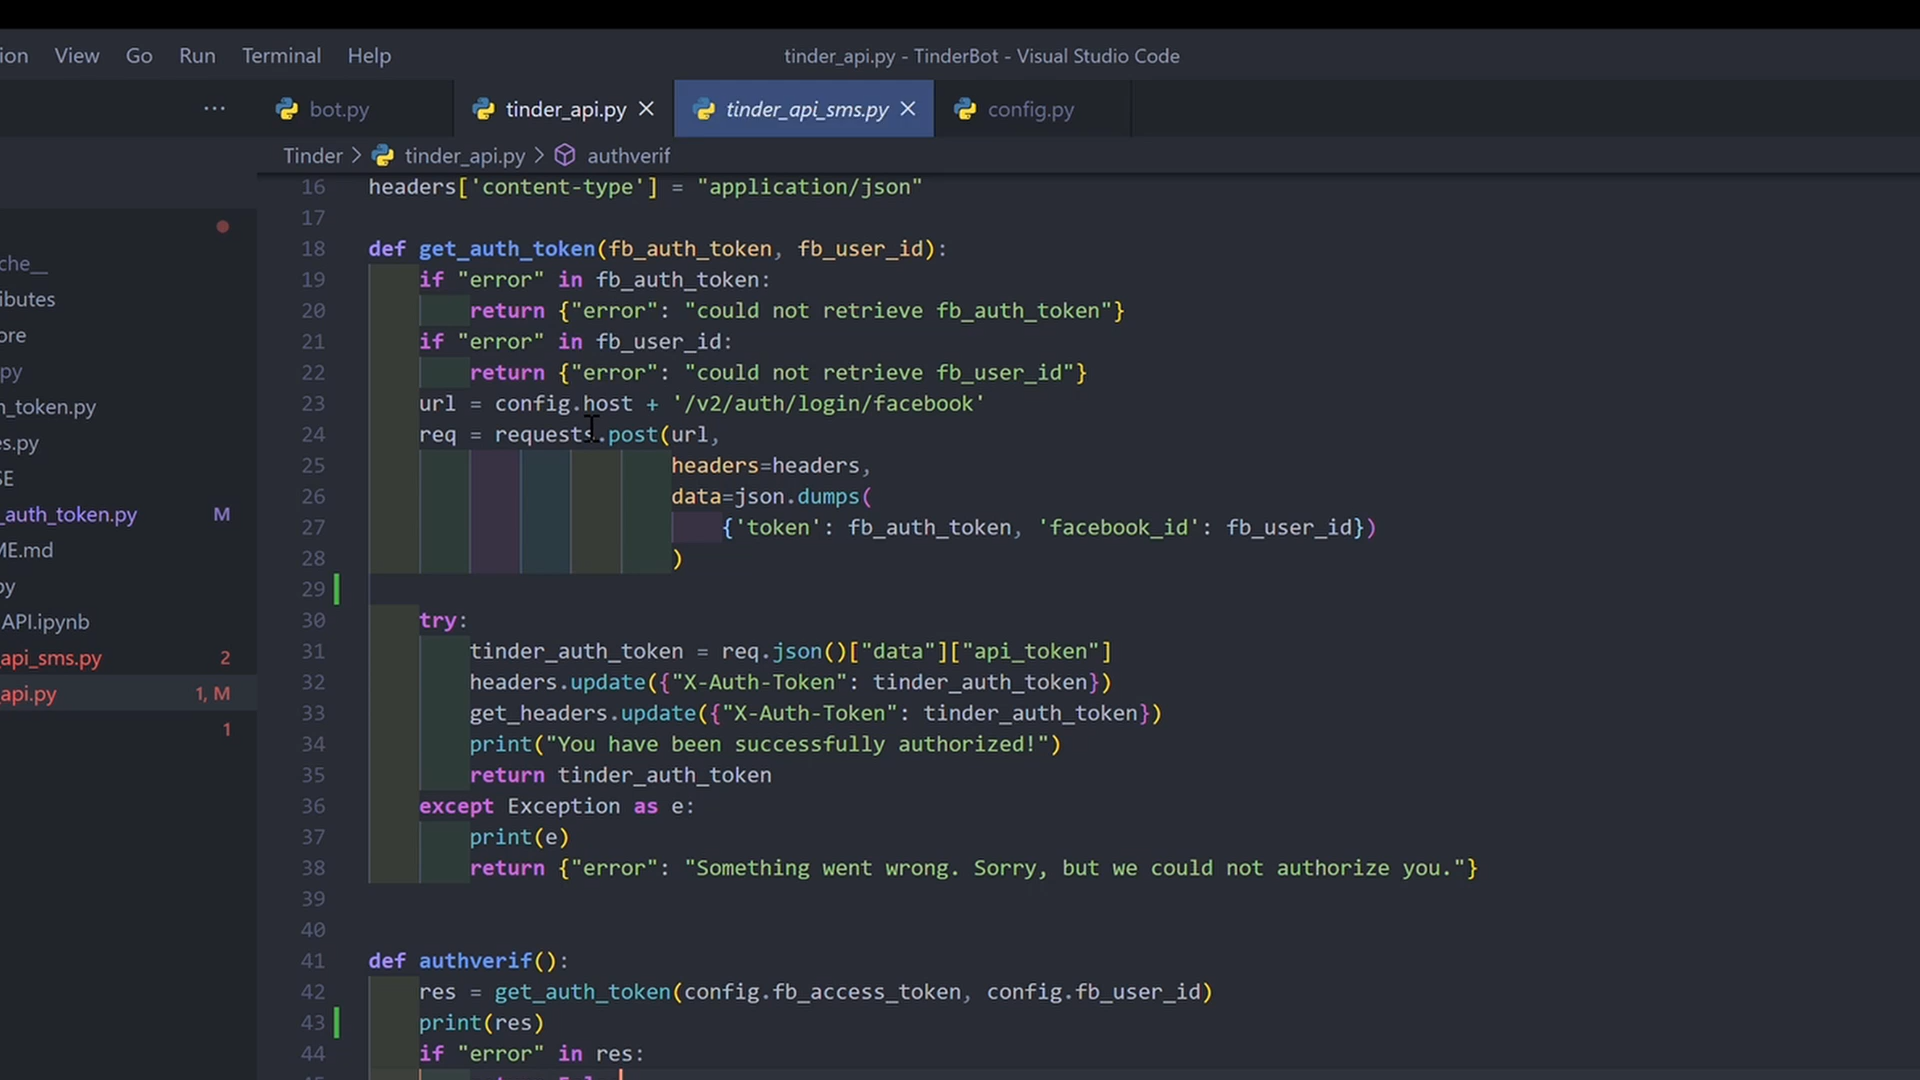 ion View Go Run Terminal Help tinder_api.py - TinderBot - Visual Studio Code
··· bot.py tinder_api.py tinder_api_sms.py config.py
Tinder > tinder_api.py > authverif
che__
ibutes
ore
py
n_token.py
s.py
SE
_auth_token.py M
ME.md
py
API.ipynb
api_sms.py 2
api.py 1, M
1
16 headers['content-type'] = "application/json"
17
18 def get_auth_token(fb_auth_token, fb_user_id):
19 if "error" in fb_auth_token:
20 return {"error": "could not retrieve fb_auth_token"}
21 if "error" in fb_user_id:
22 return {"error": "could not retrieve fb_user_id"}
23 url = config.host + '/v2/auth/login/facebook'
24 req = requests.post(url,
25 headers=headers,
26 data=json.dumps(
27 {'token': fb_auth_token, 'facebook_id': fb_user_id})
28 )
29
30 try:
31 tinder_auth_token = req.json()["data"]["api_token"]
32 headers.update({"X-Auth-Token": tinder_auth_token})
33 get_headers.update({"X-Auth-Token": tinder_auth_token})
34 print("You have been successfully authorized!")
35 return tinder_auth_token
36 except Exception as e:
37 print(e)
38 return {"error": "Something went wrong. Sorry, but we could not authorize you."}
39
40
41 def authverif():
42 res = get_auth_token(config.fb_access_token, config.fb_user_id)
43 print(res)
44 if "error" in res: